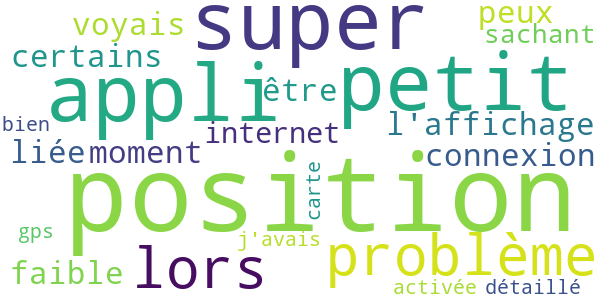 super
peux
voyais
sachant
certains
appli
petit
être
bien
internet
l'affichage
liée
moment
connexion
position
carte
gps
j'avais
problème
lors
faible
activée
détaillé